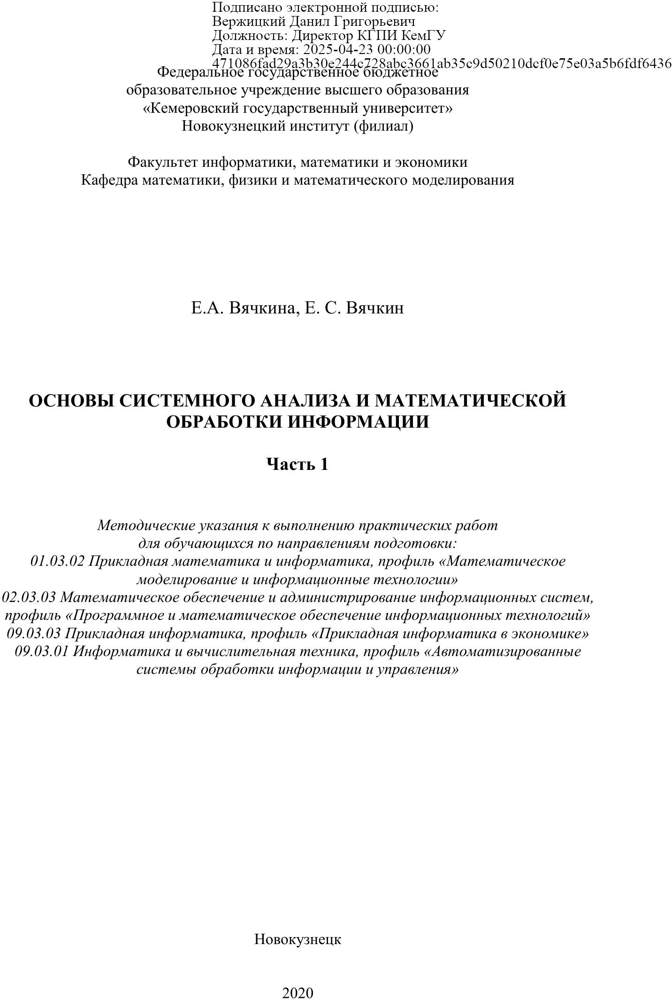 Подписано электронной подписью:
Вержицкий Данил Григорьевич
Должность: Директор КГПИ КемГУ
Дата и время: 2025-04-23 00:00:00
471086fad29a3b30e244c728abc3661ab35c9d50210dcf0e75e03a5b6fdf6436
Федеральное государственное бюджетное
образовательное учреждение высшего образования
«Кемеровский государственный университет»
Новокузнецкий институт (филиал)
Факультет информатики, математики и экономики
Кафедра математики, физики и математического моделирования
Е.А. Вячкина, Е. С. Вячкин
ОСНОВЫ СИСТЕМНОГО АНАЛИЗА И МАТЕМАТИЧЕСКОЙ
ОБРАБОТКИ ИНФОРМАЦИИ
Часть 1
Методические указания к выполнению практических работ
для обучающихся по направлениям подготовки:
01.03.02 Прикладная математика и информатика, профиль «Математическое
моделирование и информационные технологии»
02.03.03 Математическое обеспечение и администрирование информационных систем,
профиль «Программное и математическое обеспечение информационных технологий»
09.03.03 Прикладная информатика, профиль «Прикладная информатика в экономике»
09.03.01 Информатика и вычислительная техника, профиль «Автоматизированные
системы обработки информации и управления»
Новокузнецк
2020